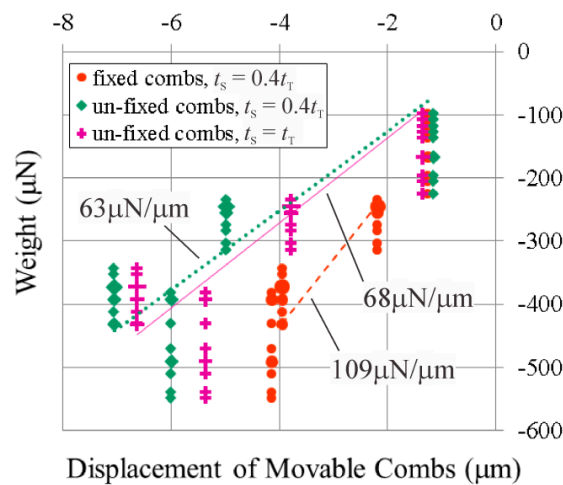 -8 -6 -4 -2 0
0
-100
-200
-300
-400
-500
-600
fixed combs, tS = 0.4tT
un-fixed combs, tS = 0.4tT
un-fixed combs, tS = tT
63μN/μm
68μN/μm
109μN/μm
Weight (μN)
Displacement of Movable Combs (μm)